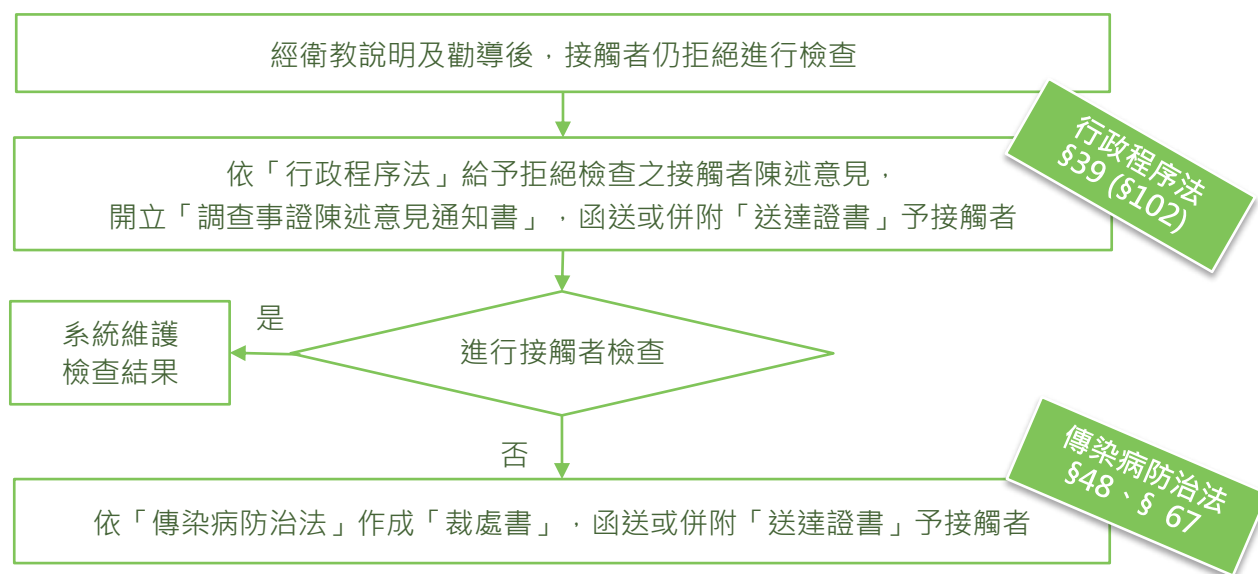 經衛教說明及勸導後，接觸者仍拒絕進行檢查
行政程序法
§39 (§102)
依「行政程序法」給予拒絕檢查之接觸者陳述意見，
開立「調查事證陳述意見通知書」，函送或併附「送達證書」予接觸者
進行接觸者檢查
是
系統維護
檢查結果
否
傳染病防治法
§48、§ 67
依「傳染病防治法」作成「裁處書」，函送或併附「送達證書」予接觸者